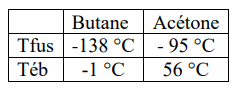 Butane Acétone
Tfus -138 °C - 95 °C
Téb -1 °C 56 °C